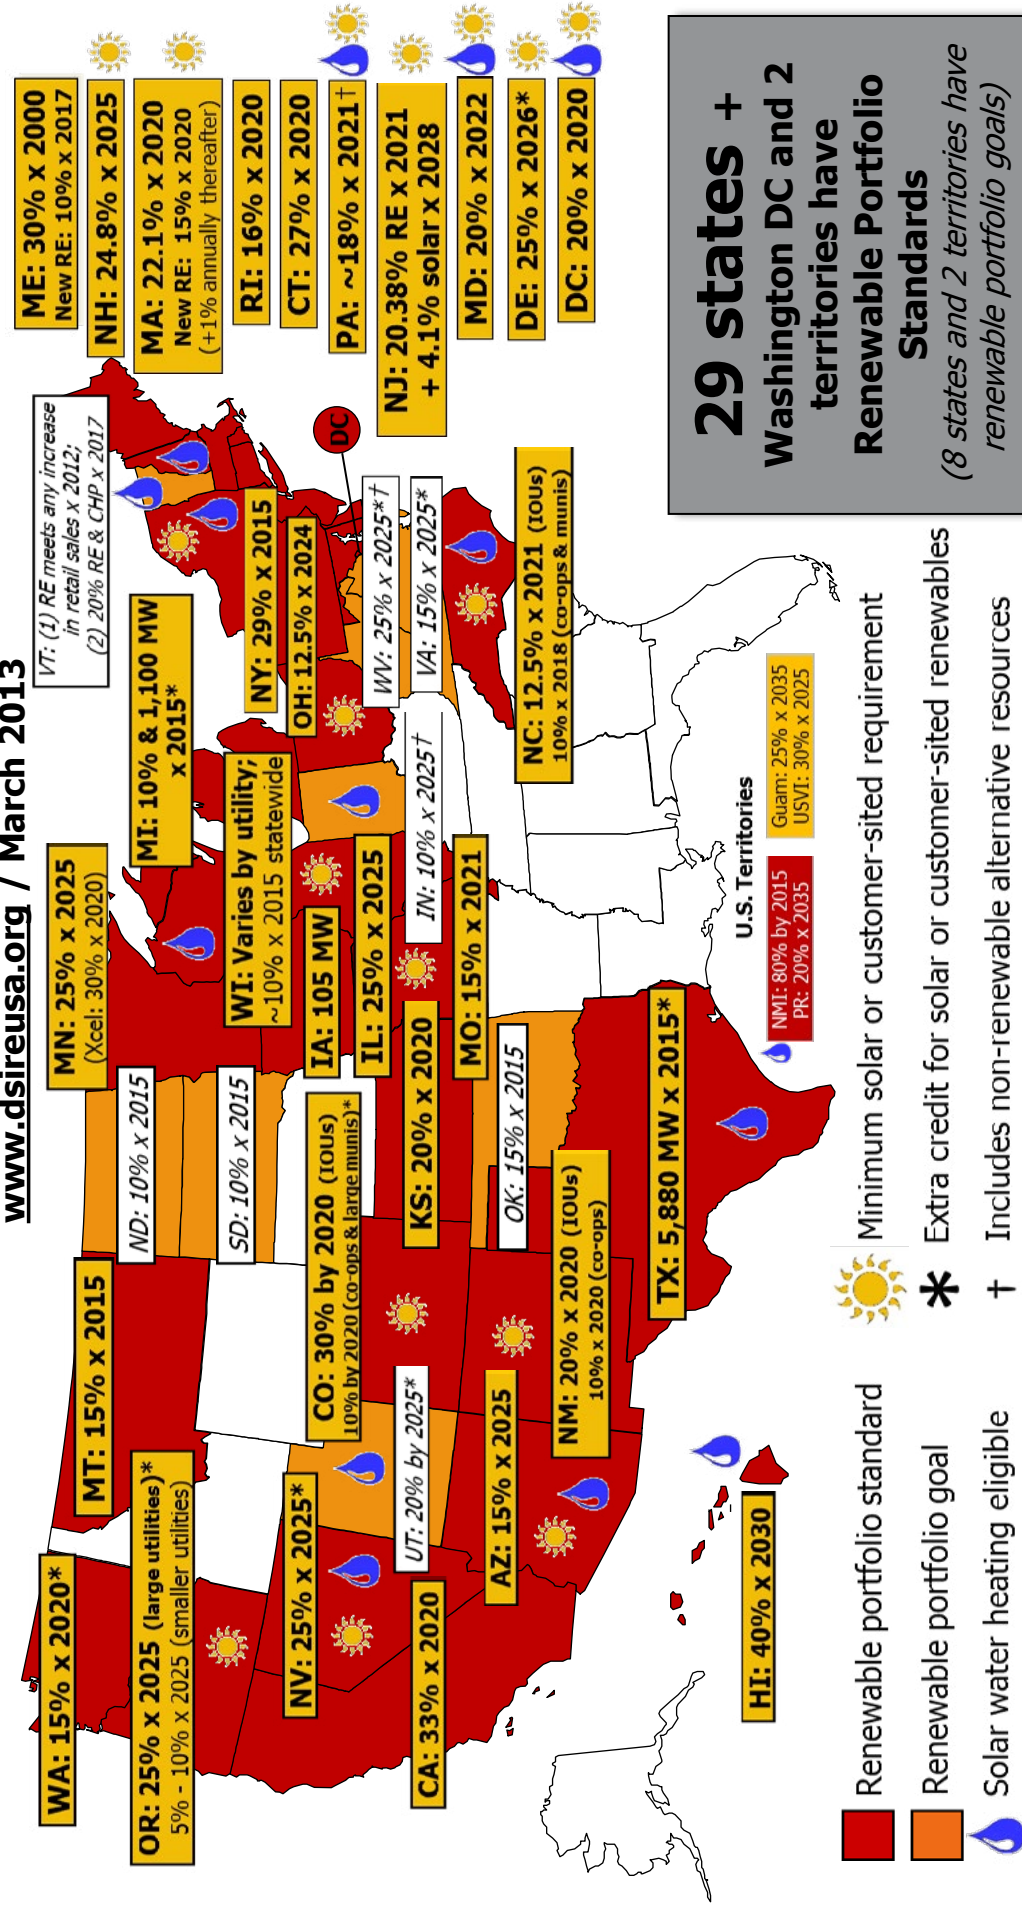 www.dsireusa.org / March 2013
WA: 15% x 2020*
OR: 25% x 2025 (large utilities)*
5% - 10% x 2025 (smaller utilities)
MT: 15% x 2015
ND: 10% x 2015
SD: 10% x 2015
MN: 25% x 2025
(Xcel: 30% x 2020)
MI: 10% & 1,100 MW
x 2015*
WI: Varies by utility;
~10% x 2015 statewide
VT: (1) RE meets any increase
in retail sales x 2012;
(2) 20% RE & CHP x 2017
NY: 29% x 2015
OH: 12.5% x 2024
ME: 30% x 2000
New RE: 10% x 2017
NH: 24.8% x 2025
MA: 22.1% x 2020
New RE: 15% x 2020
(+1% annually thereafter)
RI: 16% x 2020
CT: 27% x 2020
PA: ~18% x 2021†
NJ: 20.38% RE x 2021
+ 4.1% solar x 2028
MD: 20% x 2022
DE: 25% x 2026*
DC: 20% x 2020
DC
NV: 25% x 2025*
CO: 30% by 2020 (IOUs)
10% by 2020 (co-ops & large munis)*
IA: 105 MW
IL: 25% x 2025
WV: 25% x 2025*†
VA: 15% x 2025*
CA: 33% x 2020
UT: 20% by 2025*
KS: 20% x 2020
IN: 10% x 2025†
MO: 15% x 2021
AZ: 15% x 2025
OK: 15% x 2015
NC: 12.5% x 2021 (IOUs)
10% x 2018 (co-ops & munis)
NM: 20% x 2020 (IOUs)
10% x 2020 (co-ops)
TX: 5,880 MW x 2015*
HI: 40% x 2030
U.S. Territories
NMI: 80% by 2015
PR: 20% x 2035
Guam: 25% x 2035
USVI: 30% x 2025
29 states +
Washington DC and 2
territories have
Renewable Portfolio
Standards
(8 states and 2 territories have
renewable portfolio goals)
Renewable portfolio standard
Renewable portfolio goal
Solar water heating eligible
Minimum solar or customer-sited requirement
* Extra credit for solar or customer-sited renewables
† Includes non-renewable alternative resources